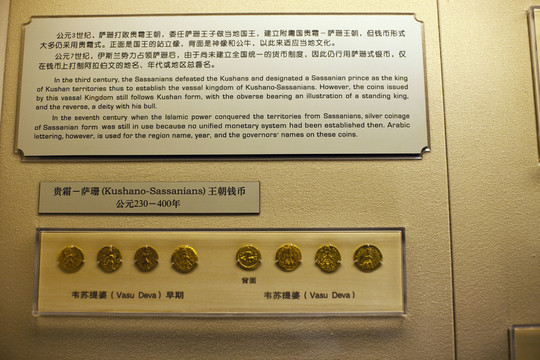 公元3世纪，萨珊打败贵霜王朝，委任萨珊王子做当地国王，建立附庸国贵霜－萨珊王朝，但钱币形式
大多仍采用贵霜式。正面是国王的站立像，背面是神像和公牛，以此来适应当地文化。
公元7世纪，伊斯兰势力占领萨珊后，由于尚未建立全国统一的货币制度，因此仍行用萨珊式银币，仅
在钱币上打制阿拉伯文的地名、年代或地区总督名。
In the third century, the Sassanians defeated the Kushans and designated a Sassanian prince as the king
of Kushan territories thus to establish the vassal kingdom of Kushano-Sassanians. However, the coins issued
by this vassal Kingdom still follows Kushan form, with the obverse bearing an illustration of a standing king,
and the reverse, a deity with his bull.
In the seventh century when the Islamic power conquered the territories from Sassanians, silver coinage
of Sassanian form was still in use because no unified monetary system had been established then. Arabic
lettering, however, is used for the region name, year, and the governors' names on these coins.
贵霜－萨珊(Kushano-Sassanians)王朝钱币
公元230－400年
背面
韦苏提婆（Vasu Deva）早期
韦苏提婆（Vasu Deva）